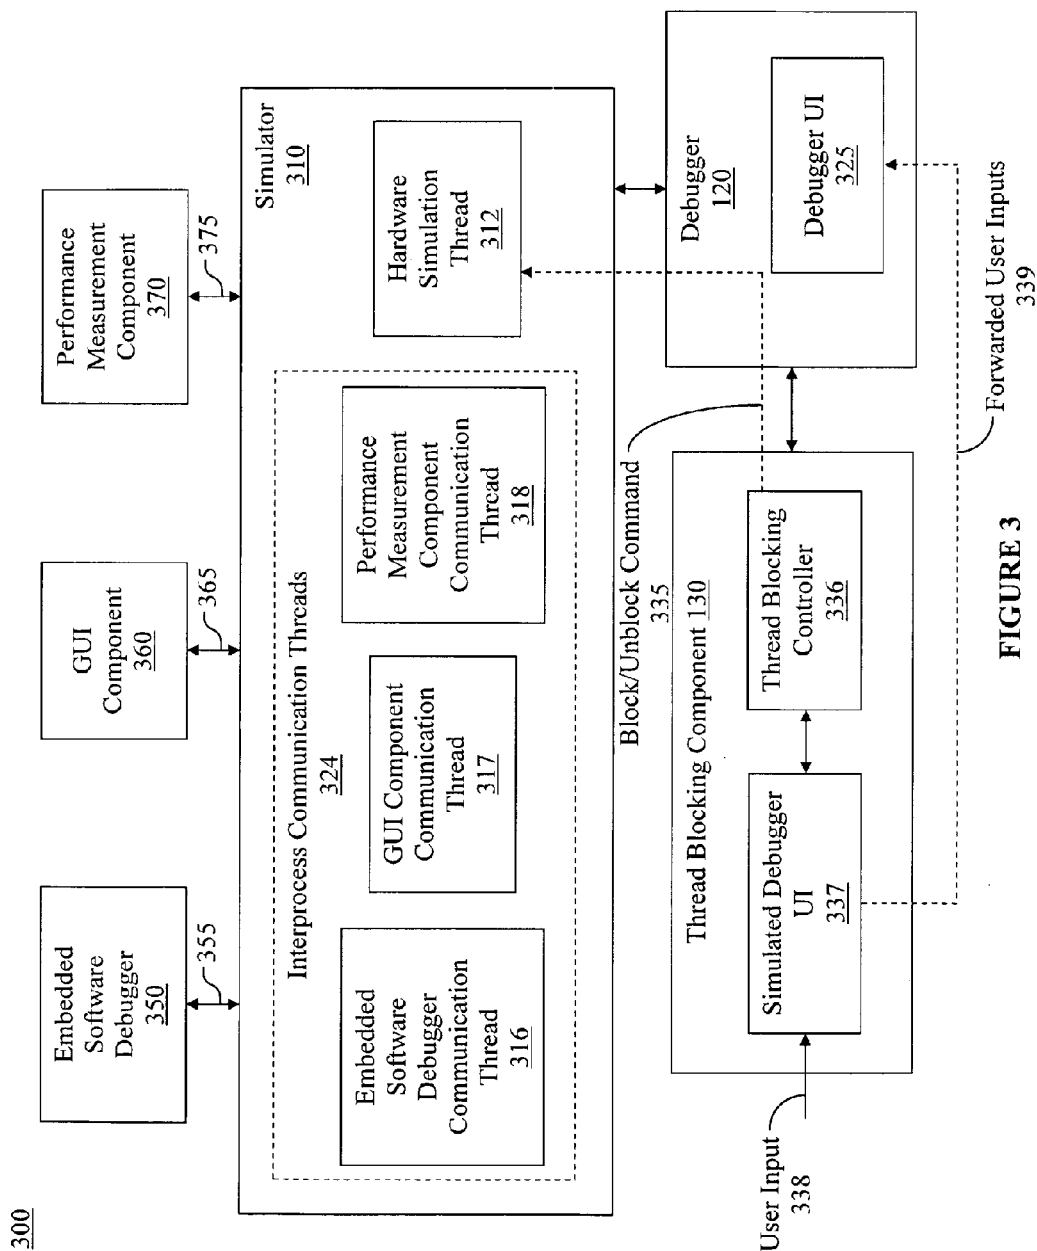 300
Embedded
Software
Debugger
350
355
GUI
Component
360
365
Performance
Measurement
Component
370
375
Simulator
310
Interprocess Communication Threads
324
Embedded
Software
Debugger
Communication
Thread
316
GUI Component
Communication
Thread
317
Performance
Measurement
Component
Communication
Thread
318
Hardware
Simulation
Thread
312
Block/Unblock Command
335
Thread Blocking Component 130
Simulated Debugger
UI
337
Thread Blocking
Controller
336
Debugger
120
Debugger UI
325
User Input
338
Forwarded User Inputs
339
FIGURE 3